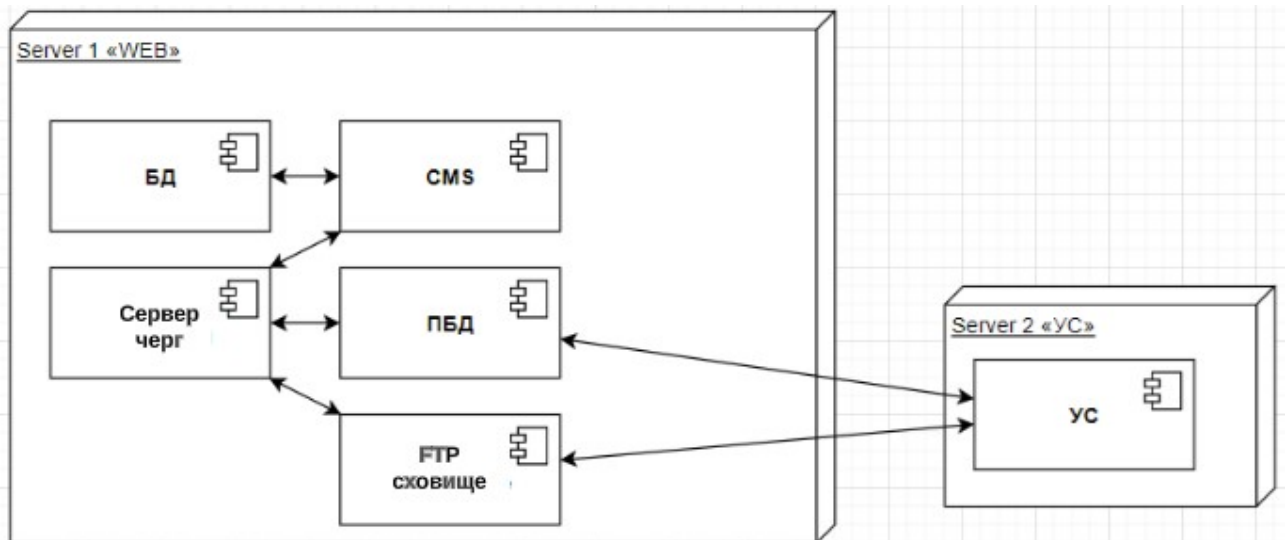 Server 1 «WEB»
БД
CMS
Сервер
черг
ПБД
Server 2 «УС»
УС
FTP
сховище